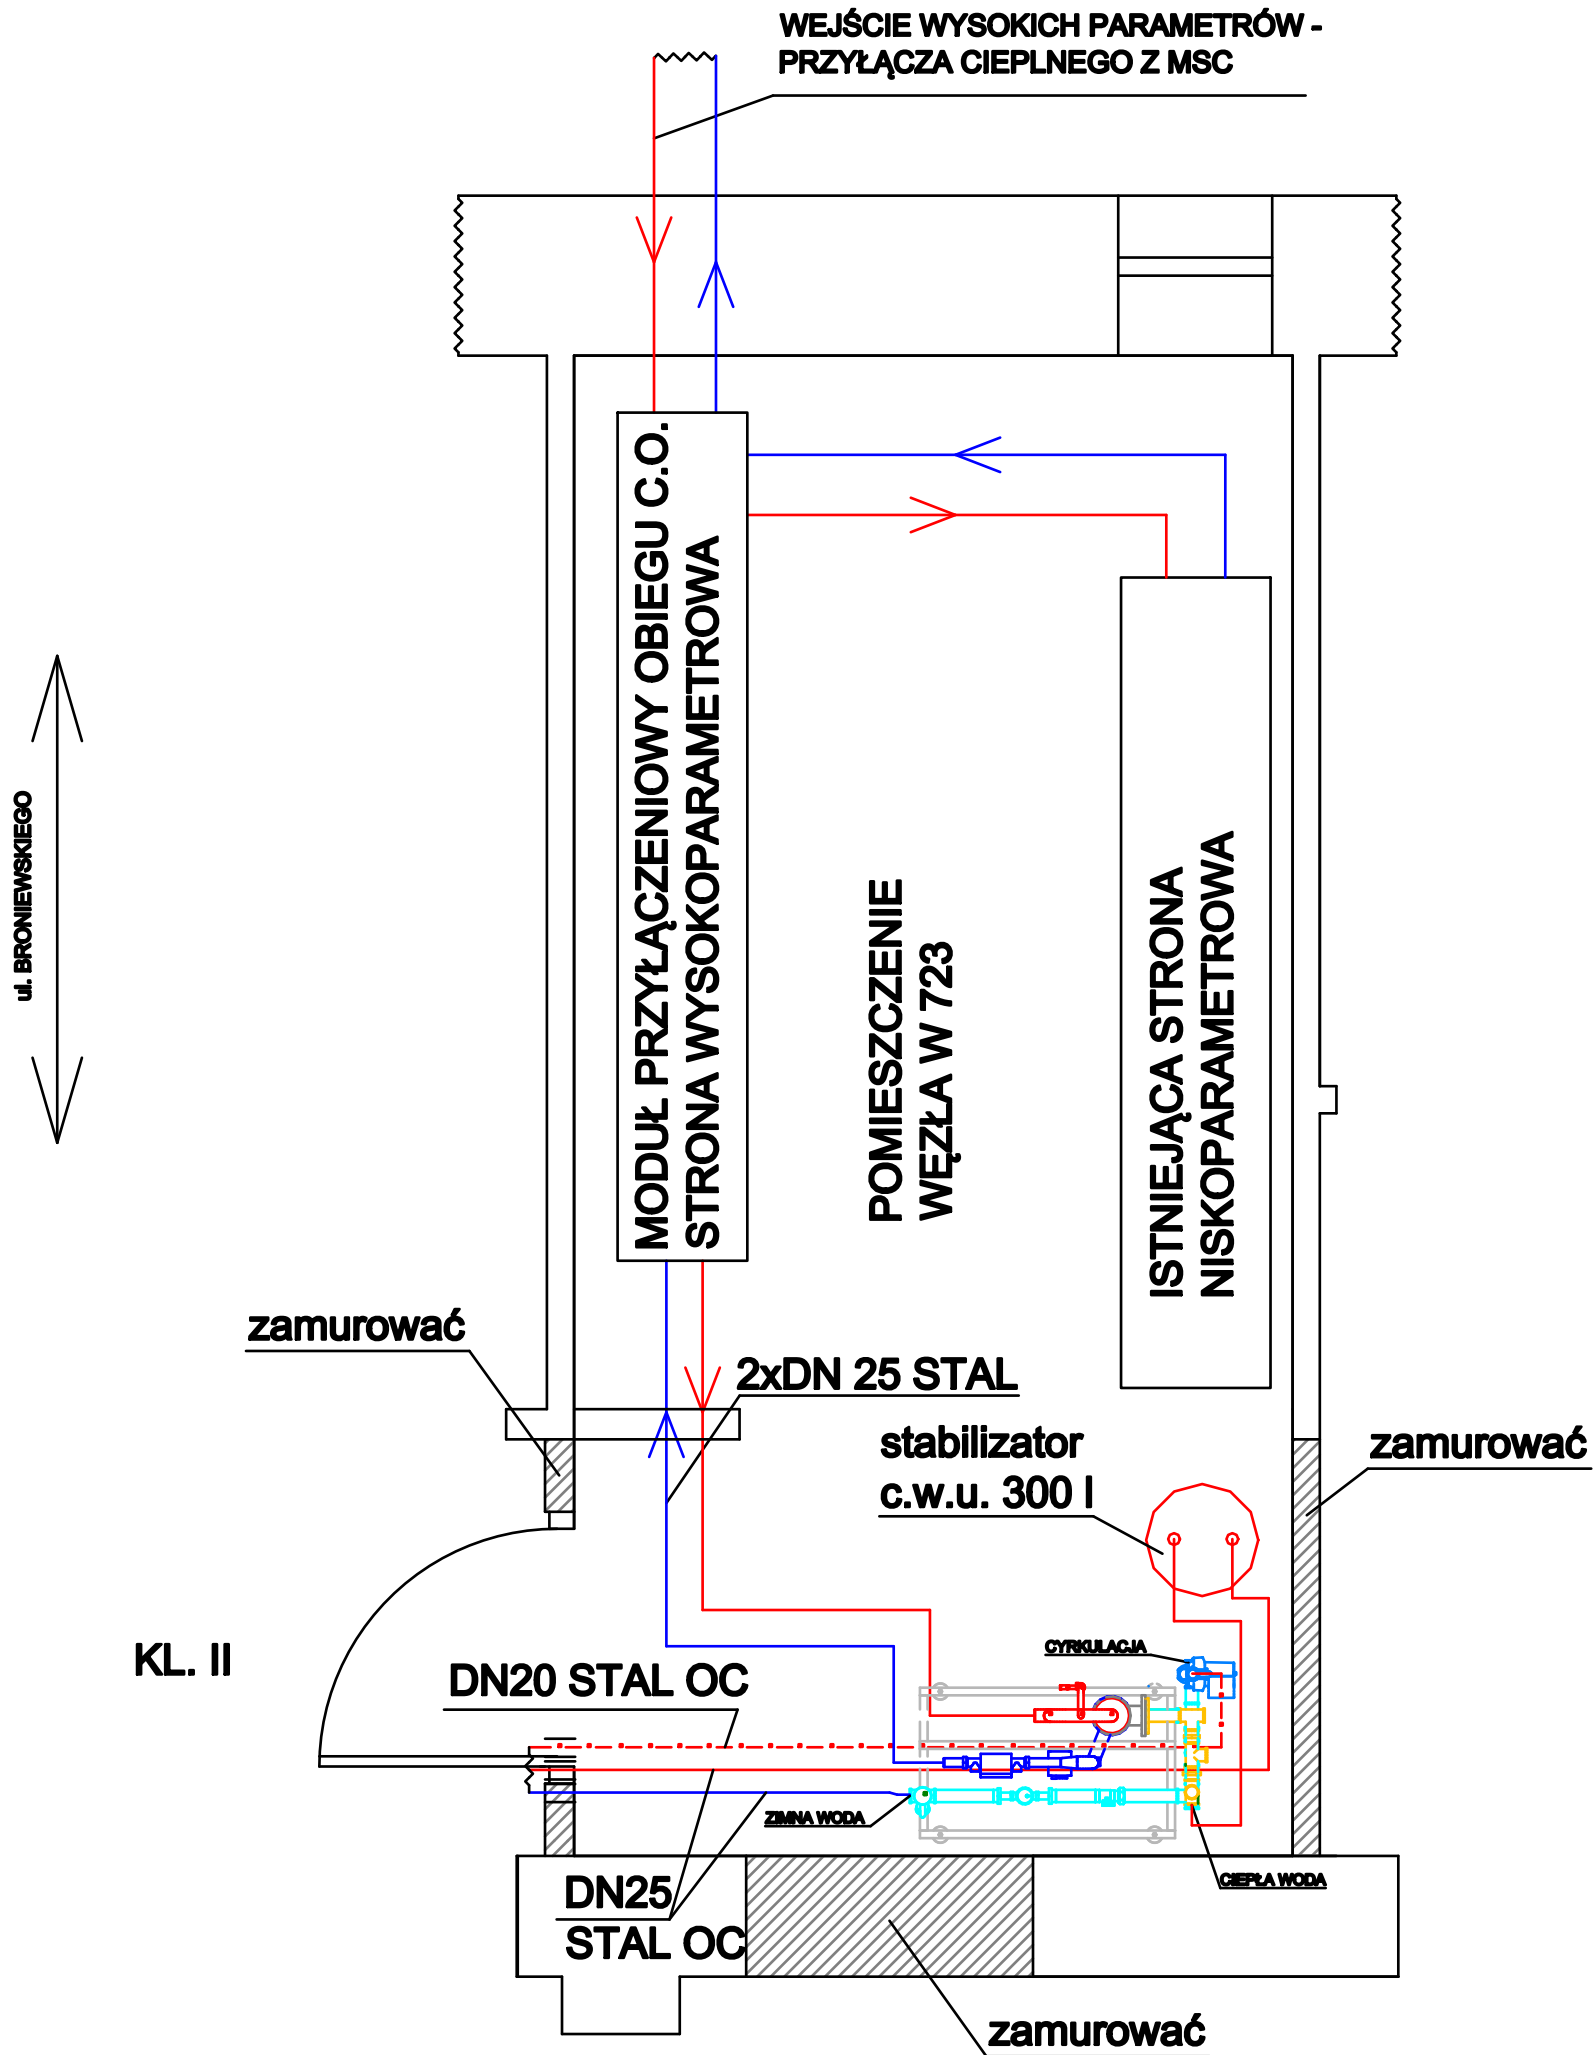 WEJŚCIE WYSOKICH PARAMETRÓW -
PRZYŁĄCZA CIEPLNEGO Z MSC
MODUŁ PRZYŁĄCZENIOWY OBIEGU C.O.
STRONA WYSOKOPARAMETROWA
ul. BRONIEWSKIEGO
POMIESZCZENIE
WĘZŁA W 723
ISTNIEJĄCA STRONA
NISKOPARAMETROWA
zamurować
2xDN 25 STAL
stabilizator
c.w.u. 300 l
zamurować
KL. II
DN20 STAL OC
CYRKULACJA
ZIMNA WODA
CIEPŁA WODA
DN25
STAL OC
zamurować